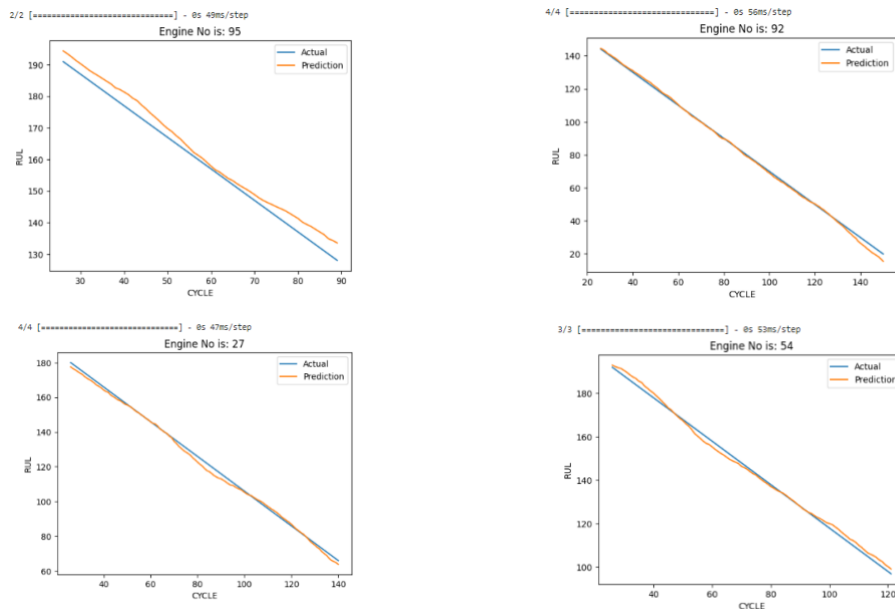 2/2 [==============================] - 0s 49ms/step
Engine No is: 95
Actual
Prediction
190
180
170
160
150
140
130
RUL
30 40 50 60 70 80 90
CYCLE
4/4 [==============================] - 0s 56ms/step
Engine No is: 92
Actual
Prediction
140
120
100
80
60
40
20
RUL
20 40 60 80 100 120 140
CYCLE
4/4 [==============================] - 0s 47ms/step
Engine No is: 27
Actual
Prediction
180
160
140
120
100
80
60
RUL
40 60 80 100 120 140
CYCLE
3/3 [==============================] - 0s 53ms/step
Engine No is: 54
Actual
Prediction
180
160
140
120
100
RUL
40 60 80 100 120
CYCLE